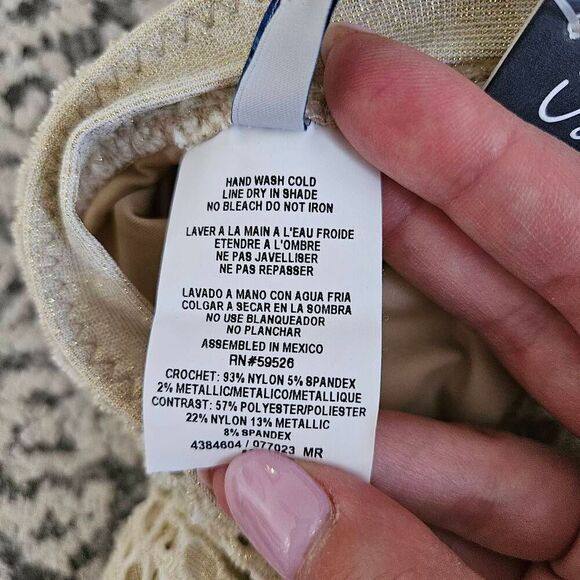 HAND WASH COLD
LINE DRY IN SHADE
NO BLEACH DO NOT IRON
LAVER A LA MAIN A L'EAU FROIDE
ETENDRE A L'OMBRE
NE PAS JAVELLISER
NE PAS REPASSER
LAVADO A MANO CON AGUA FRIA
COLGAR A SECAR EN LA SOMBRA
NO USE BLANQUEADOR
NO PLANCHAR
ASSEMBLED IN MEXICO
RN#59526
CROCHET: 93% NYLON 5% SPANDEX
2% METALLIC/METALICO/METALLIQUE
CONTRAST: 57% POLYESTER/POLIESTER
22% NYLON 13% METALLIC
8% SPANDEX
4384604 / 077023 MR